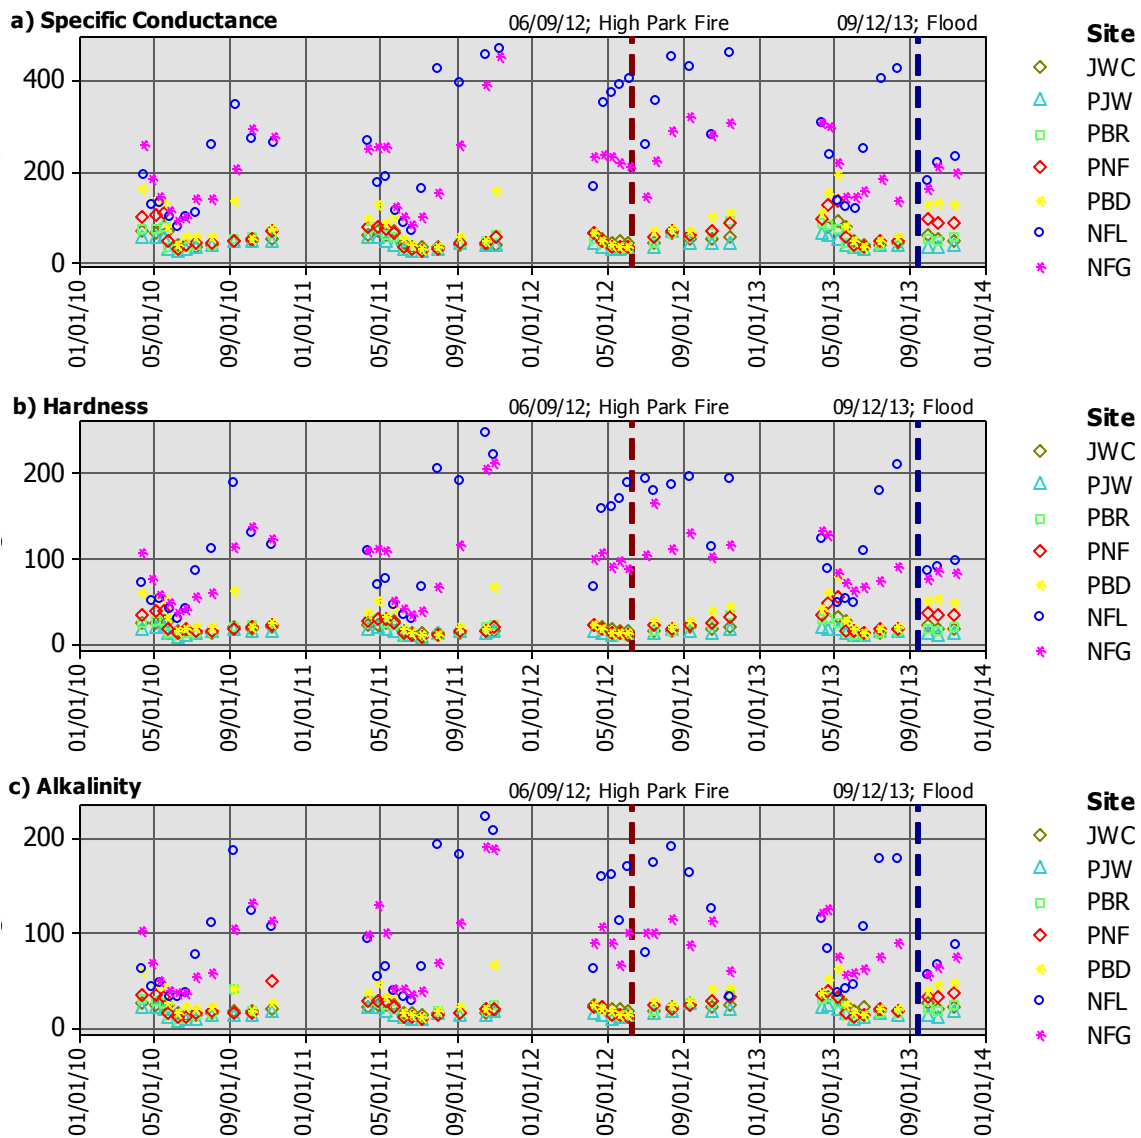 a) Specific Conductance
06/09/12; High Park Fire
09/12/13; Flood
400
200
0
01/01/10
05/01/10
09/01/10
01/01/11
05/01/11
09/01/11
01/01/12
05/01/12
09/01/12
01/01/13
05/01/13
09/01/13
01/01/14
Site
JWC
PJW
PBR
PNF
PBD
NFL
NFG
b) Hardness
06/09/12; High Park Fire
09/12/13; Flood
200
100
0
01/01/10
05/01/10
09/01/10
01/01/11
05/01/11
09/01/11
01/01/12
05/01/12
09/01/12
01/01/13
05/01/13
09/01/13
01/01/14
Site
JWC
PJW
PBR
PNF
PBD
NFL
NFG
c) Alkalinity
06/09/12; High Park Fire
09/12/13; Flood
200
100
0
01/01/10
05/01/10
09/01/10
01/01/11
05/01/11
09/01/11
01/01/12
05/01/12
09/01/12
01/01/13
05/01/13
09/01/13
01/01/14
Site
JWC
PJW
PBR
PNF
PBD
NFL
NFG